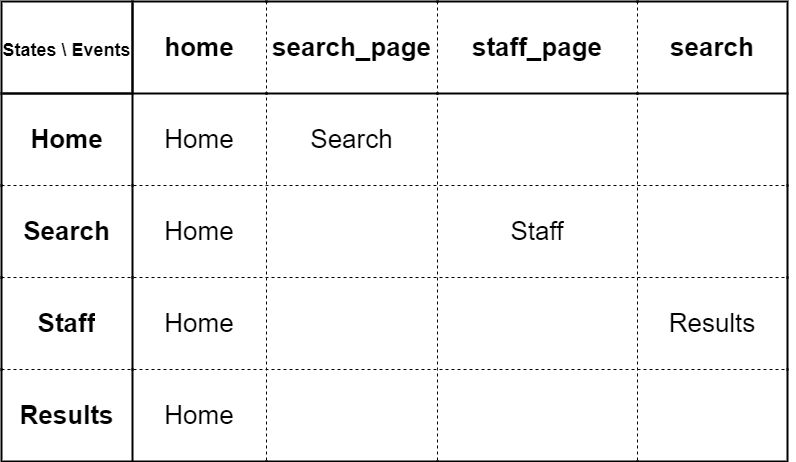 States \ Events home search_page staff_page search
Home Home Search
Search Home Staff
Staff Home Results
Results Home